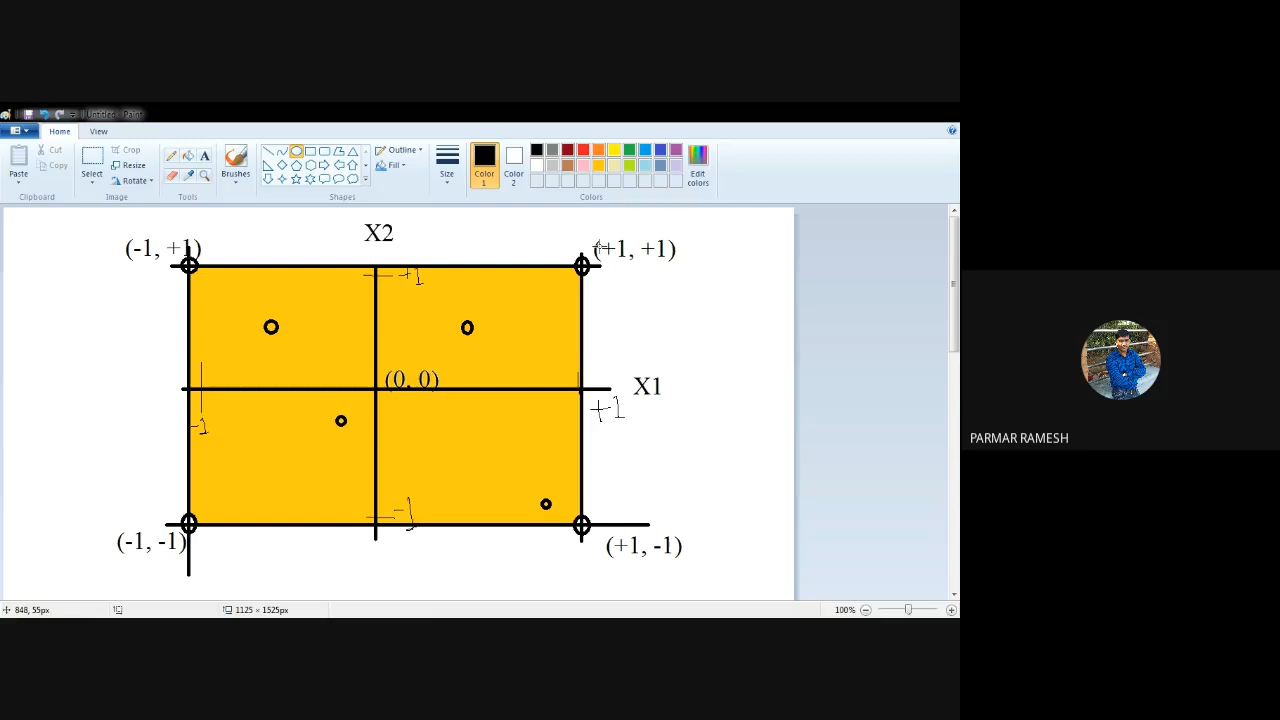 Untitled - Paint
Home View
Cut
Copy
Paste
Clipboard
Select
Crop
Resize
Rotate
Image
A
Tools
Brushes
Outline
Fill
Shapes
Size
Color 1
Color 2
Edit colors
Colors
X2
(-1, +1)
(+1, +1)
+1
(0, 0)
X1
+1
-1
-1
(-1, -1)
(+1, -1)
PARMAR RAMESH
848, 55px
1125 × 1525px
100%